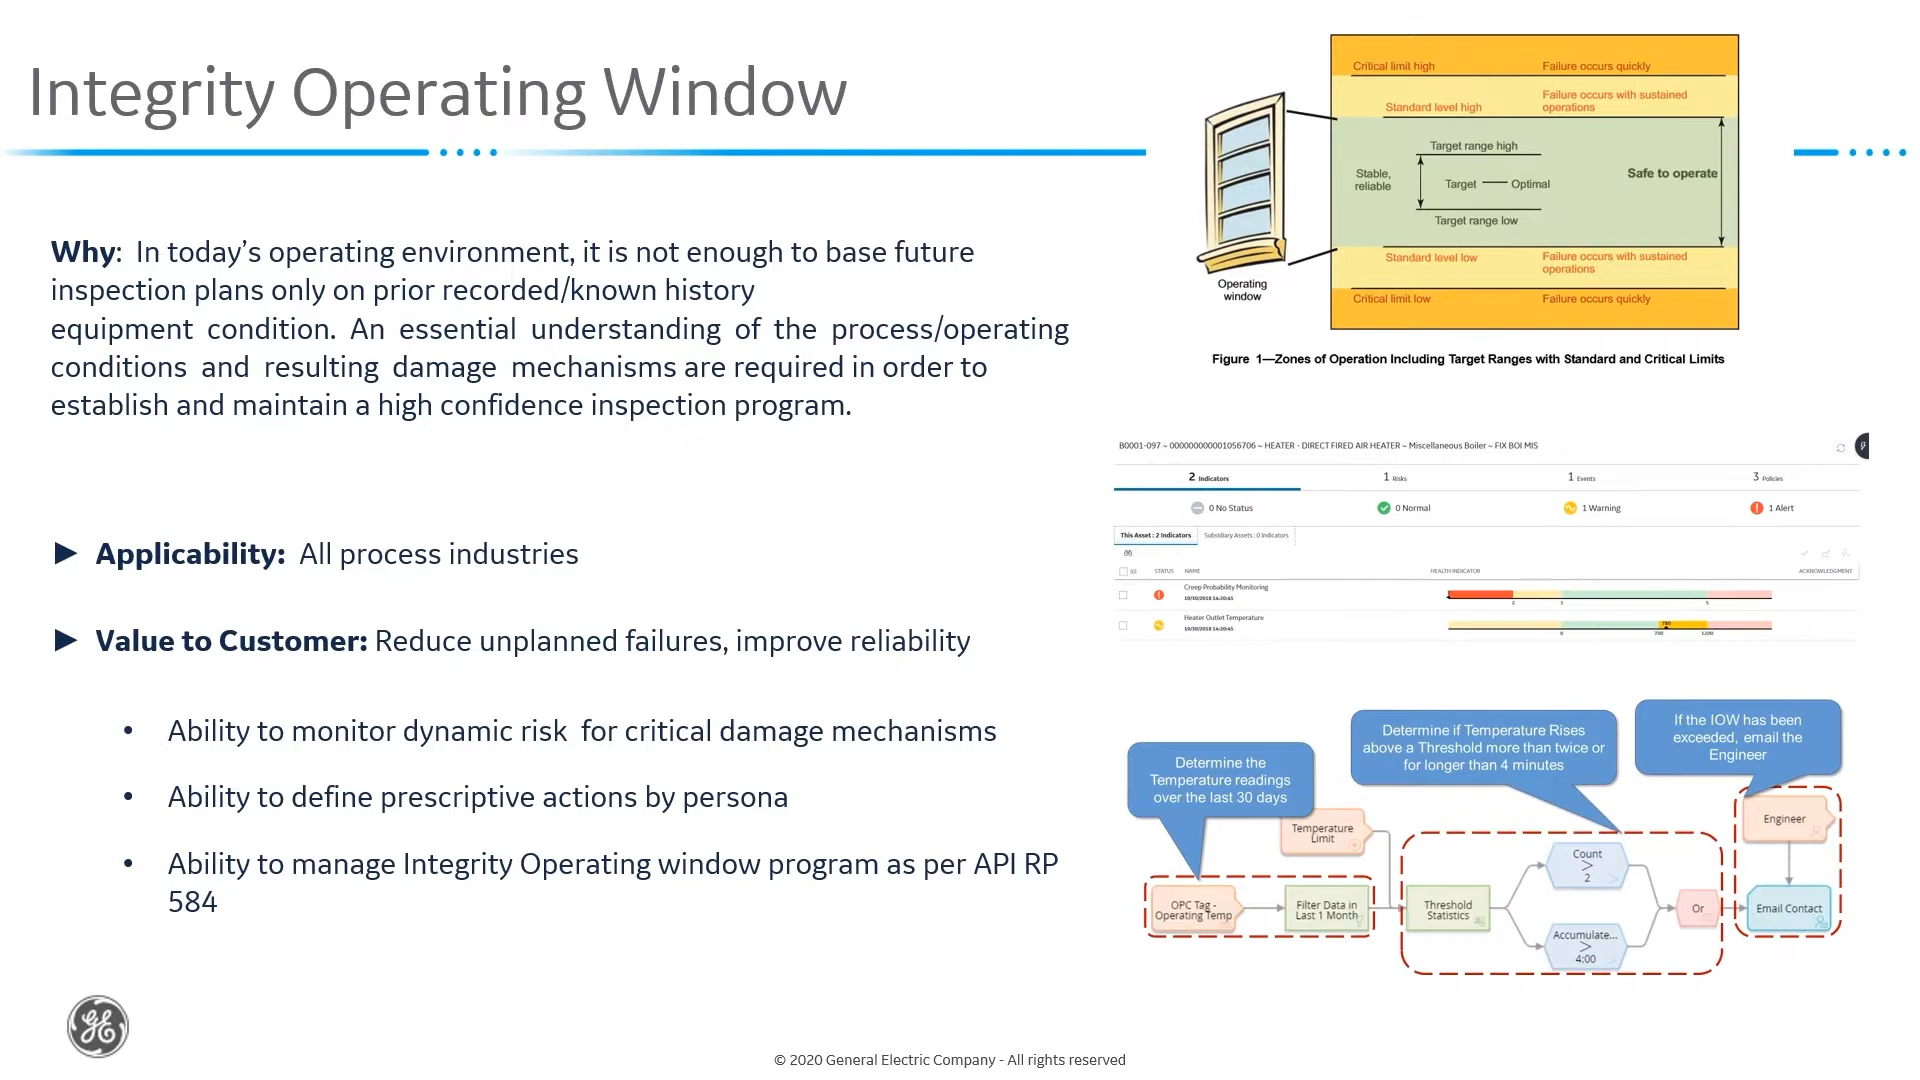 Integrity Operating Window
Why:  In today’s operating environment, it is not enough to base future
inspection plans only on prior recorded/known history
equipment condition. An essential understanding of the process/operating
conditions and resulting damage mechanisms are required in order to
establish and maintain a high confidence inspection program.
► Applicability:  All process industries
► Value to Customer: Reduce unplanned failures, improve reliability
• Ability to monitor dynamic risk  for critical damage mechanisms
• Ability to define prescriptive actions by persona
• Ability to manage Integrity Operating window program as per API RP
584
Critical limit high Failure occurs quickly
Standard level high Failure occurs with sustained
operations
Target range high
Stable,
reliable
Target Optimal
Safe to operate
Target range low
Standard level low Failure occurs with sustained
operations
Critical limit low Failure occurs quickly
Operating
window
Figure 1—Zones of Operation Including Target Ranges with Standard and Critical Limits
B0001-097 ~ 000000000001056706 ~ HEATER - DIRECT FIRED AIR HEATER ~ Miscellaneous Boiler ~ FIX BOI MIS
2 Indicators 1 Risks 1 Events 3 Policies
0 No Status 0 Normal 1 Warning 1 Alert
This Asset : 2 Indicators Subsidiary Assets : 0 Indicators
STATUS NAME HEALTH INDICATOR ACKNOWLEDGMENT
Creep Probability Monitoring
10/30/2018 14:20:45
2 3 5
Heater Outlet Temperature
10/30/2018 14:20:45
780
0 700 1200
Determine the
Temperature readings
over the last 30 days
Determine if Temperature Rises
above a Threshold more than twice or
for longer than 4 minutes
If the IOW has been
exceeded, email the
Engineer
Temperature
Limit
Engineer
OPC Tag -
Operating Temp
Filter Data in
Last 1 Month
Threshold
Statistics
Count
>
2
Accumulate...
>
4:00
Or
Email Contact
GE
© 2020 General Electric Company - All rights reserved